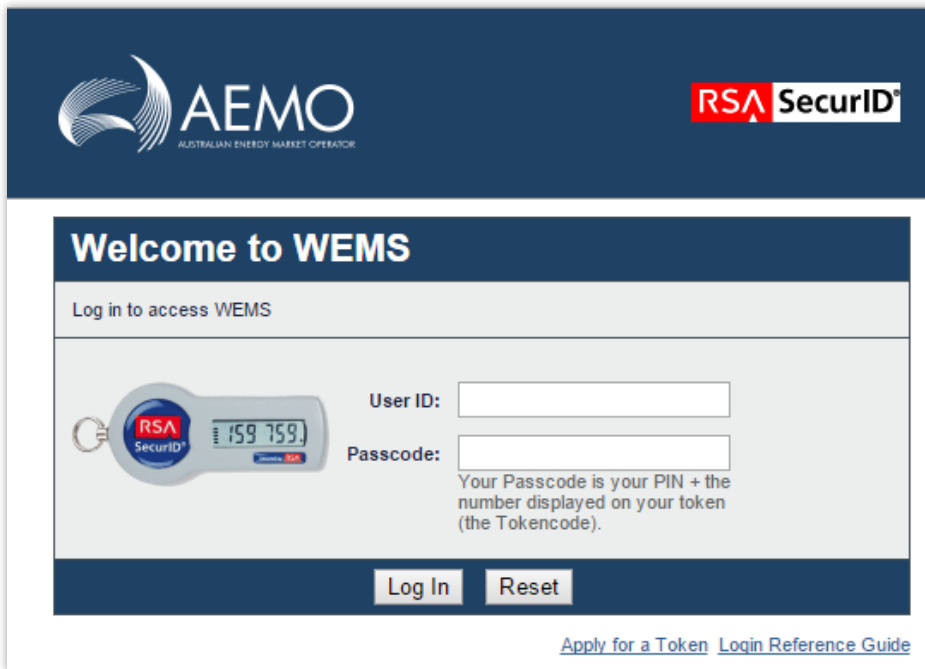 AEMO
AUSTRALIAN ENERGY MARKET OPERATOR
RSA SecurID®
Welcome to WEMS
Log in to access WEMS
RSA
SecurID®
159 759
User ID:
Passcode:
Your Passcode is your PIN + the
number displayed on your token
(the Tokencode).
Log In Reset
Apply for a Token Login Reference Guide